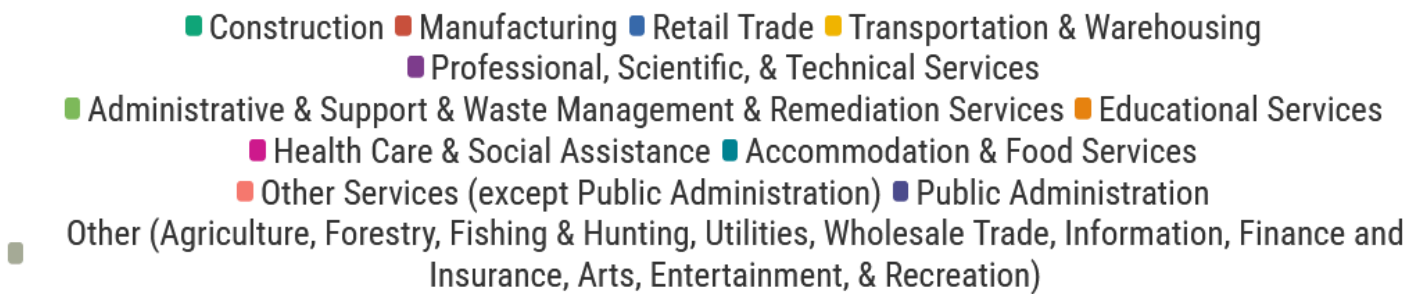 Construction Manufacturing Retail Trade Transportation & Warehousing
Professional, Scientific, & Technical Services
Administrative & Support & Waste Management & Remediation Services Educational Services
Health Care & Social Assistance Accommodation & Food Services
Other Services (except Public Administration) Public Administration
Other (Agriculture, Forestry, Fishing & Hunting, Utilities, Wholesale Trade, Information, Finance and
Insurance, Arts, Entertainment, & Recreation)